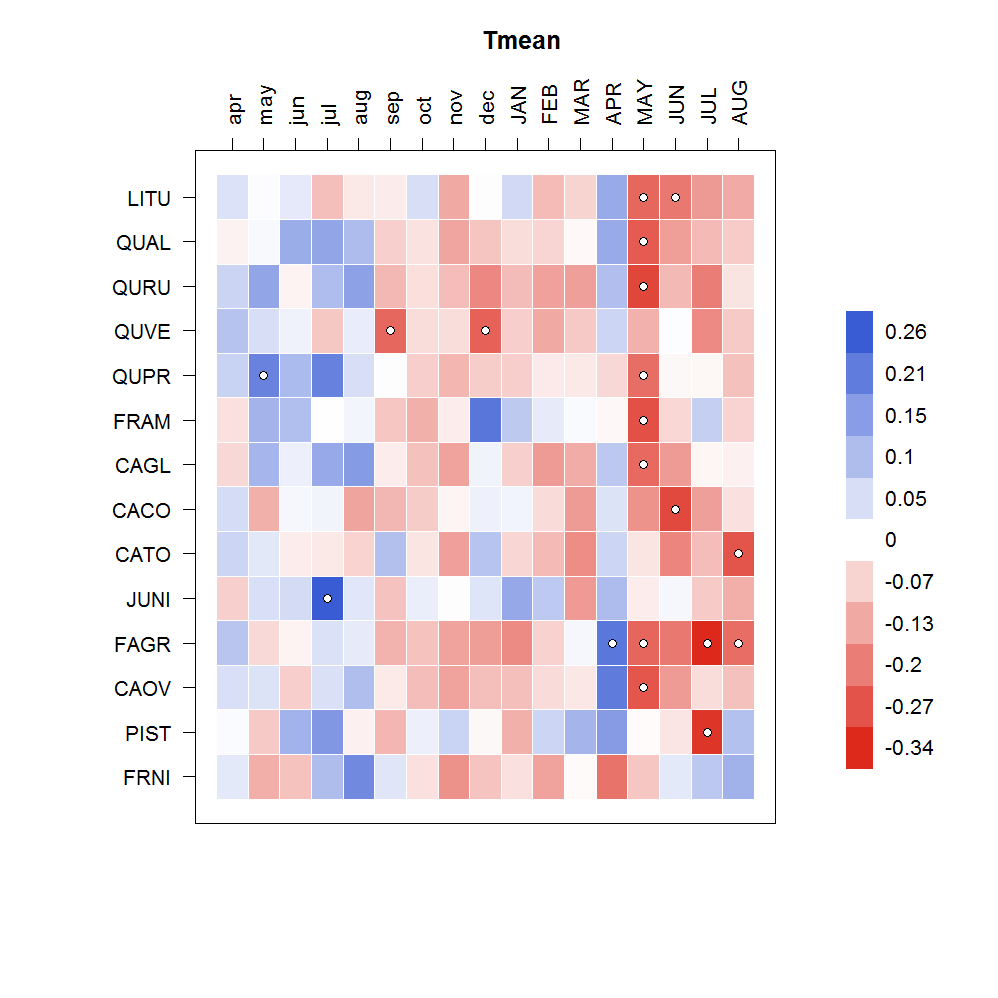 Tmean
apr may jun jul aug sep oct nov dec JAN FEB MAR APR MAY JUN JUL AUG
LITU
QUAL
QURU
QUVE
QUPR
FRAM
CAGL
CACO
CATO
JUNI
FAGR
CAOV
PIST
FRNI
0.26
0.21
0.15
0.1
0.05
0
-0.07
-0.13
-0.2
-0.27
-0.34